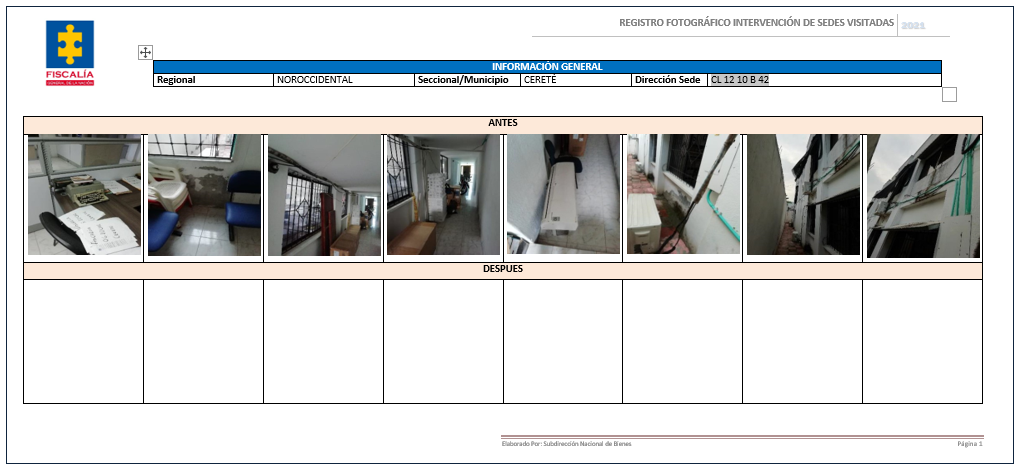 REGISTRO FOTOGRÁFICO INTERVENCIÓN DE SEDES VISITADAS 2021
FISCALÍA
GENERAL DE LA NACIÓN
INFORMACIÓN GENERAL
Regional NOROCCIDENTAL Seccional/Municipio CERETÉ Dirección Sede CL 12 10 B 42
ANTES
DESPUES
Elaborado Por: Subdirección Nacional de Bienes Página 1